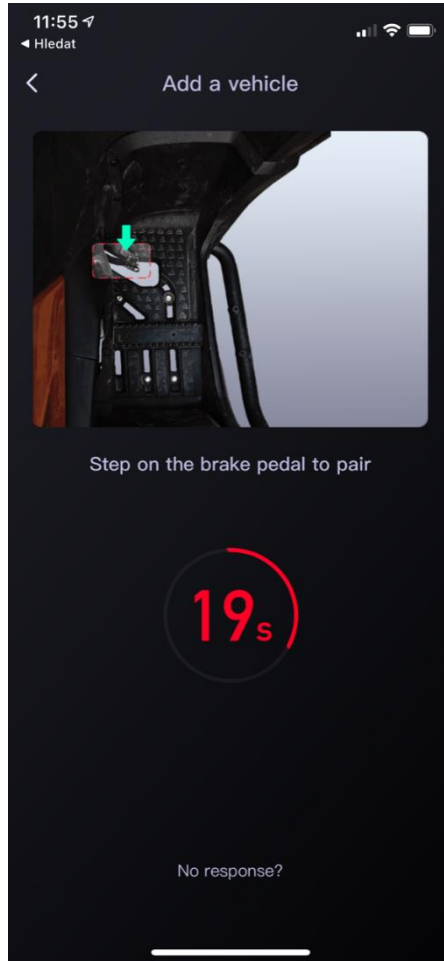 11:55
◀ Hledat
Add a vehicle
Step on the brake pedal to pair
19s
No response?